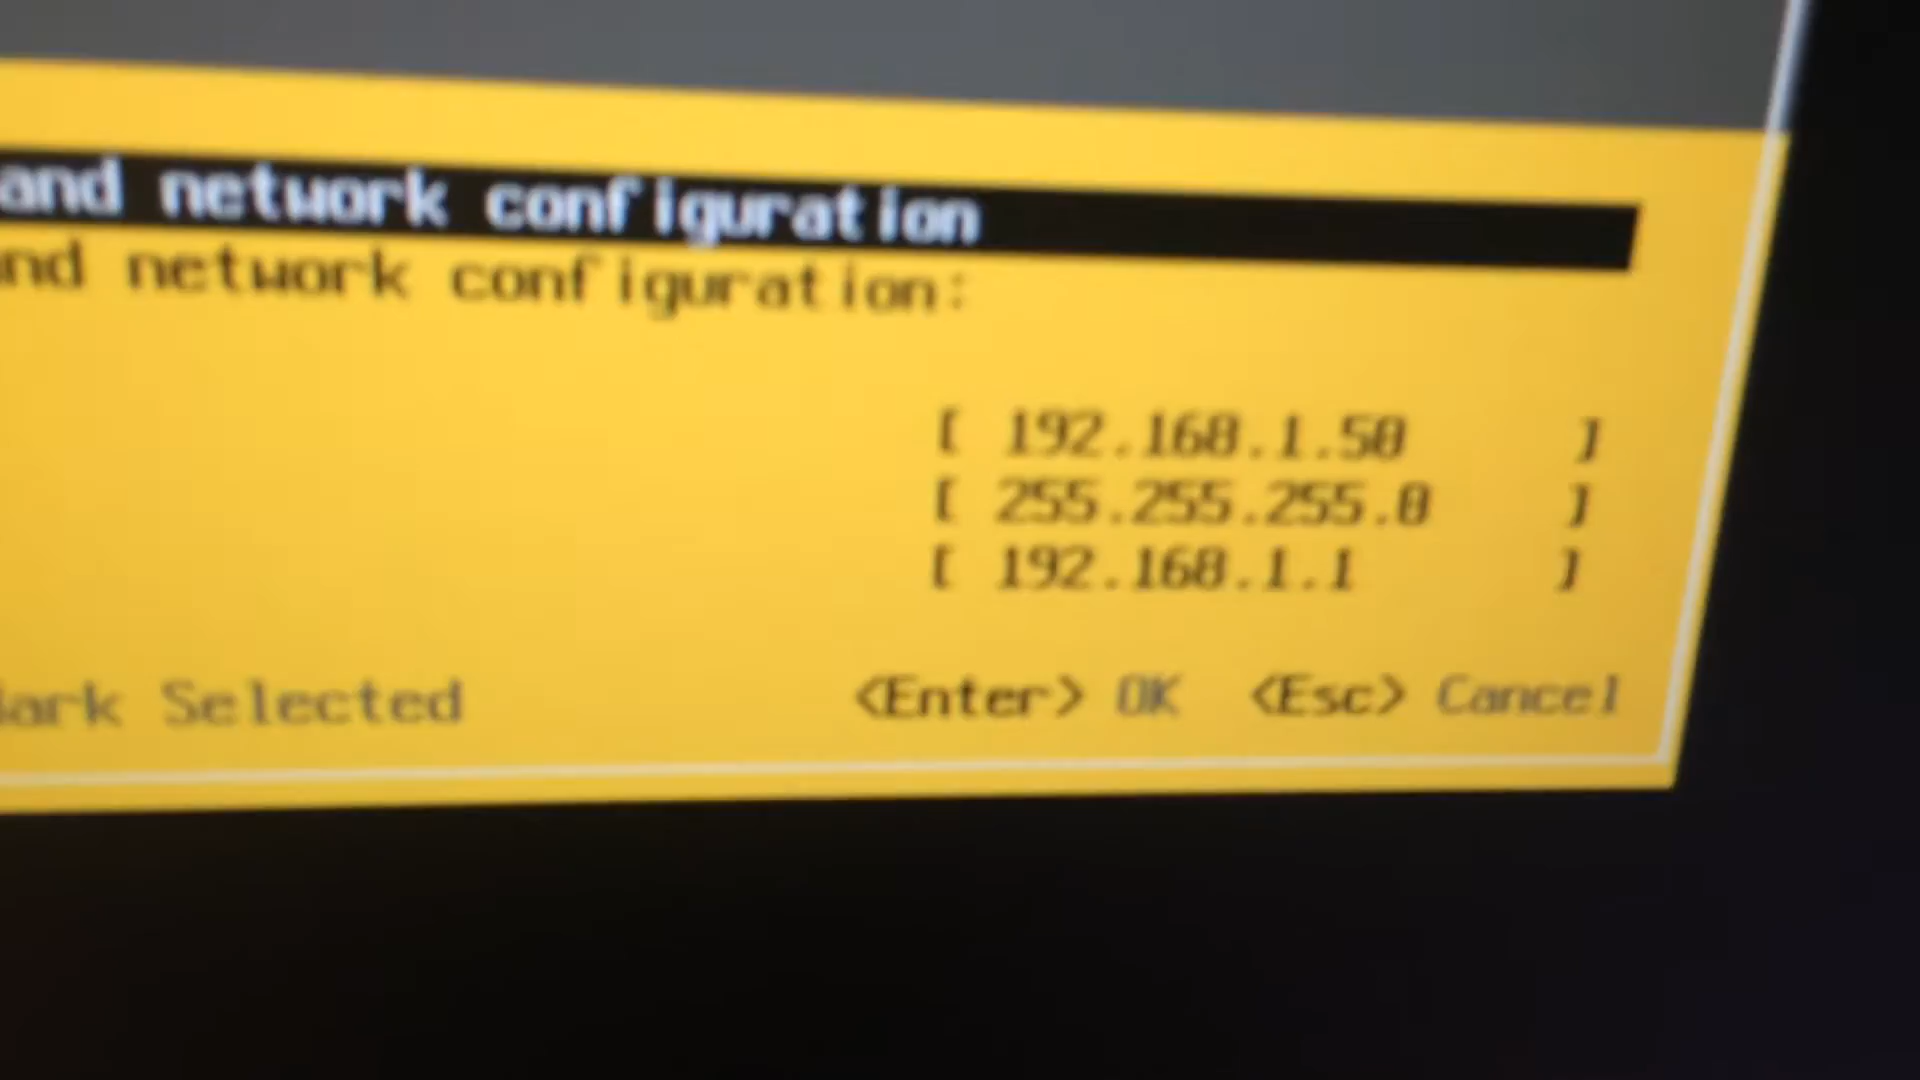 and network configuration
nd network configuration:
[ 192.168.1.50 ]
[ 255.255.255.0 ]
[ 192.168.1.1 ]
ark Selected <Enter> OK <Esc> Cancel